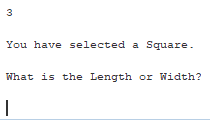 3
You have selected a Square.
What is the Length or Width?